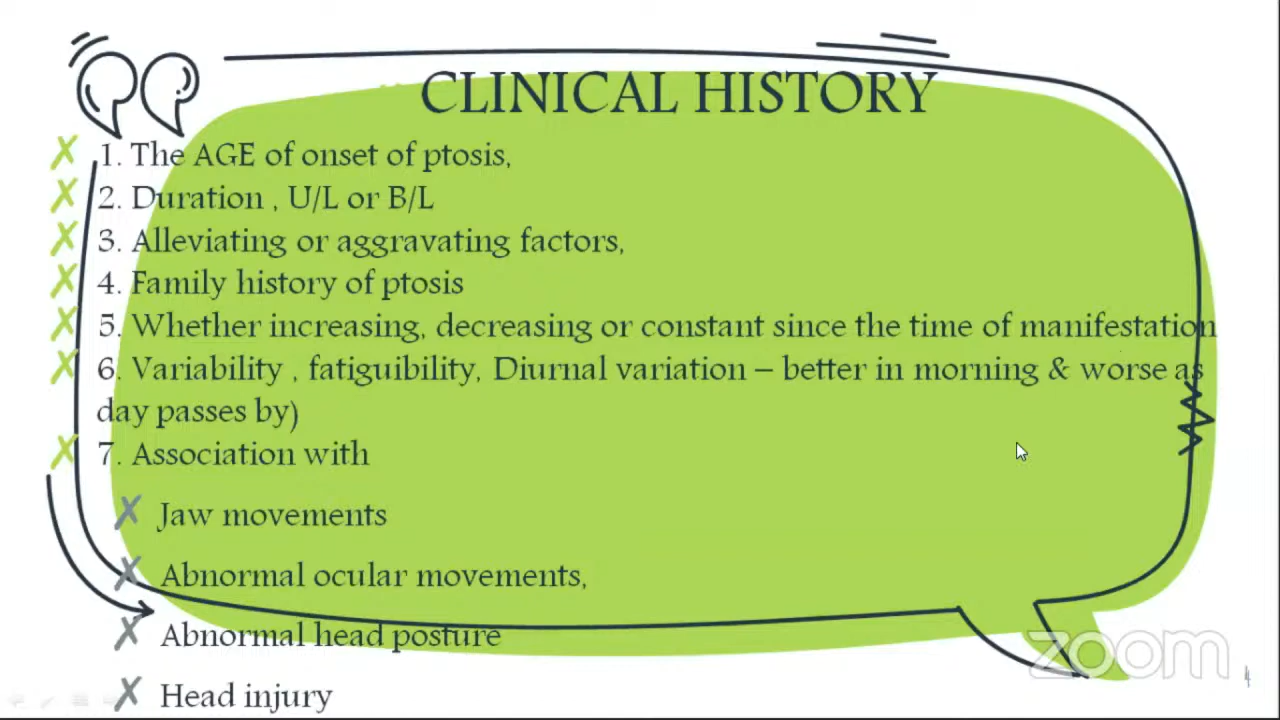 CLINICAL HISTORY
1. The AGE of onset of ptosis,
2. Duration , U/L or B/L
3. Alleviating or aggravating factors,
4. Family history of ptosis
5. Whether increasing, decreasing or constant since the time of manifestation
6. Variability , fatiguibility, Diurnal variation – better in morning & worse as
day passes by)
7. Association with
Jaw movements
Abnormal ocular movements,
Abnormal head posture
Head injury
zoom
4